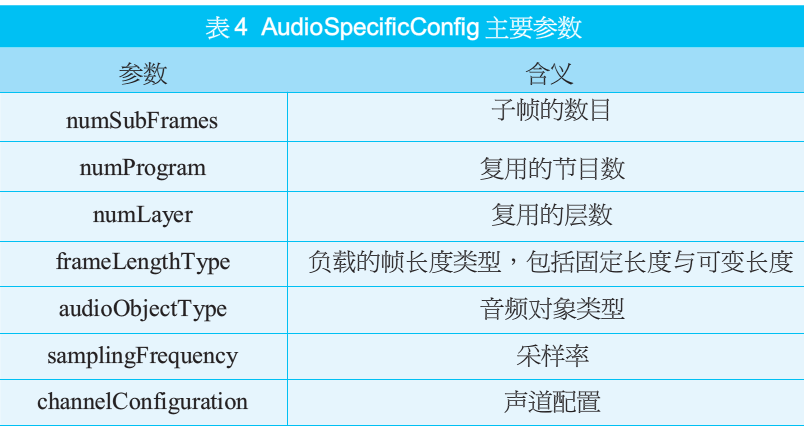 表4 AudioSpecificConfig 主要参数
参数 含义
numSubFrames 子帧的数目
numProgram 复用的节目数
numLayer 复用的层数
frameLengthType 负载的帧长度类型，包括固定长度与可变长度
audioObjectType 音频对象类型
samplingFrequency 采样率
channelConfiguration 声道配置